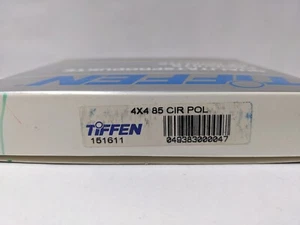 TiFFEN
4X4 85 CIR POL
TiFFEN
151611
049383000047